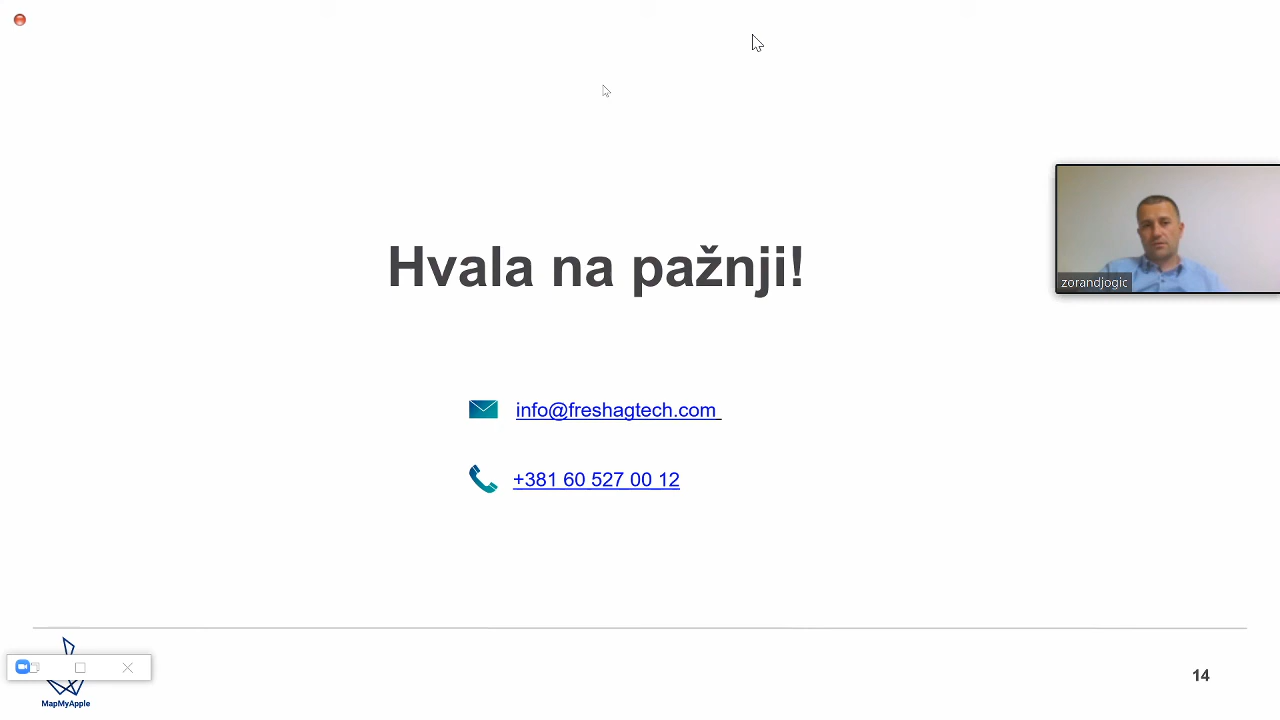 Hvala na pažnji!
zorandjogic
info@freshagtech.com
+381 60 527 00 12
MapMyApple
14